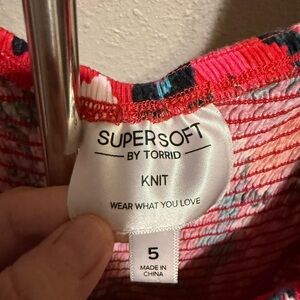 SUPERSOFT
BY TORRID
KNIT
WEAR WHAT YOU LOVE
5
MADE IN
CHINA